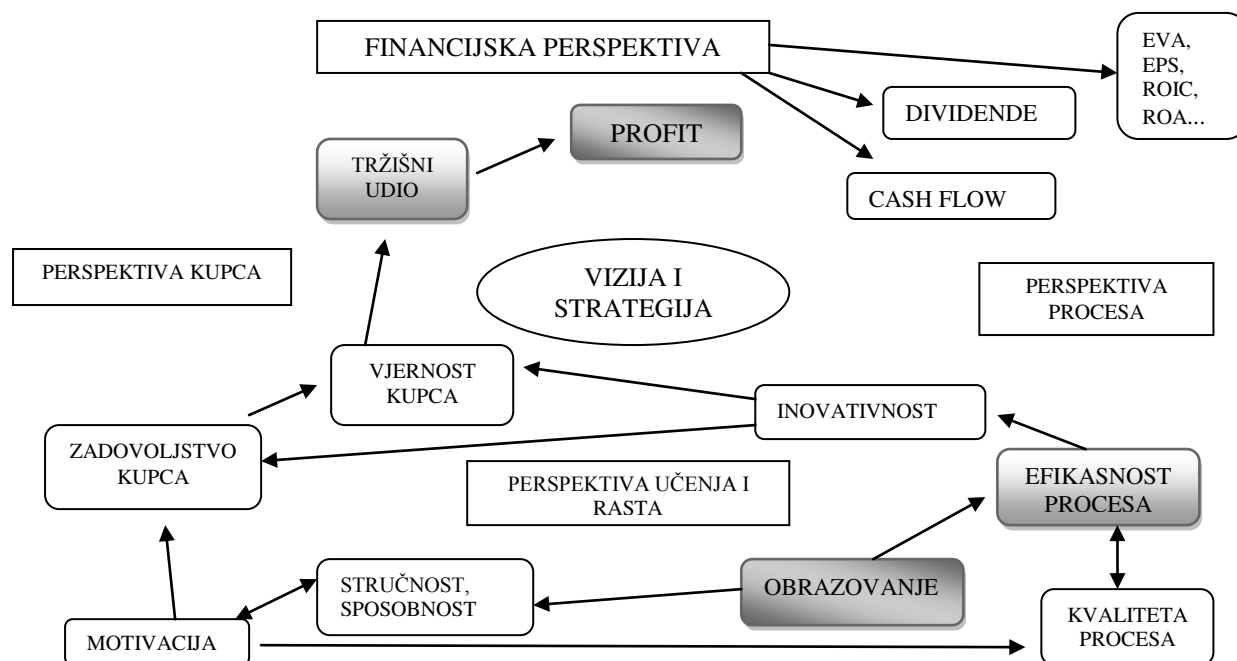 FINANCIJSKA PERSPEKTIVA
EVA,
EPS,
ROIC,
ROA...
DIVIDENDE
PROFIT
TRŽIŠNI
UDIO
CASH FLOW
PERSPEKTIVA KUPCA
VIZIJA I
STRATEGIJA
PERSPEKTIVA
PROCESA
VJERNOST
KUPCA
INOVATIVNOST
ZADOVOLJSTVO
KUPCA
PERSPEKTIVA UČENJA I
RASTA
EFIKASNOST
PROCESA
STRUČNOST,
SPOSOBNOST
OBRAZOVANJE
KVALITETA
PROCESA
MOTIVACIJA